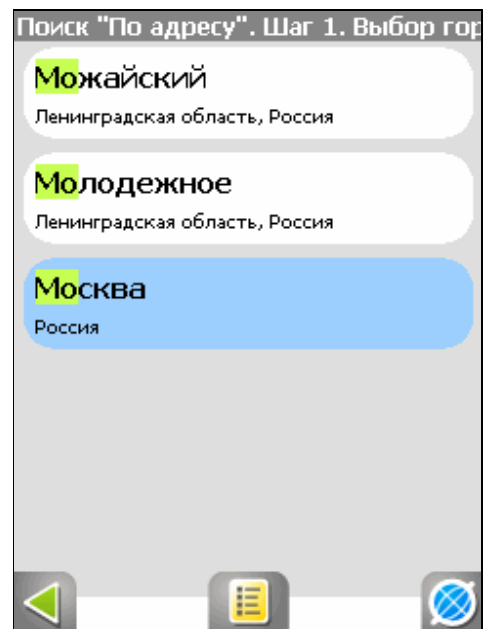 Поиск "По адресу". Шаг 1. Выбор гор
Можайский
Ленинградская область, Россия
Молодежное
Ленинградская область, Россия
Москва
Россия